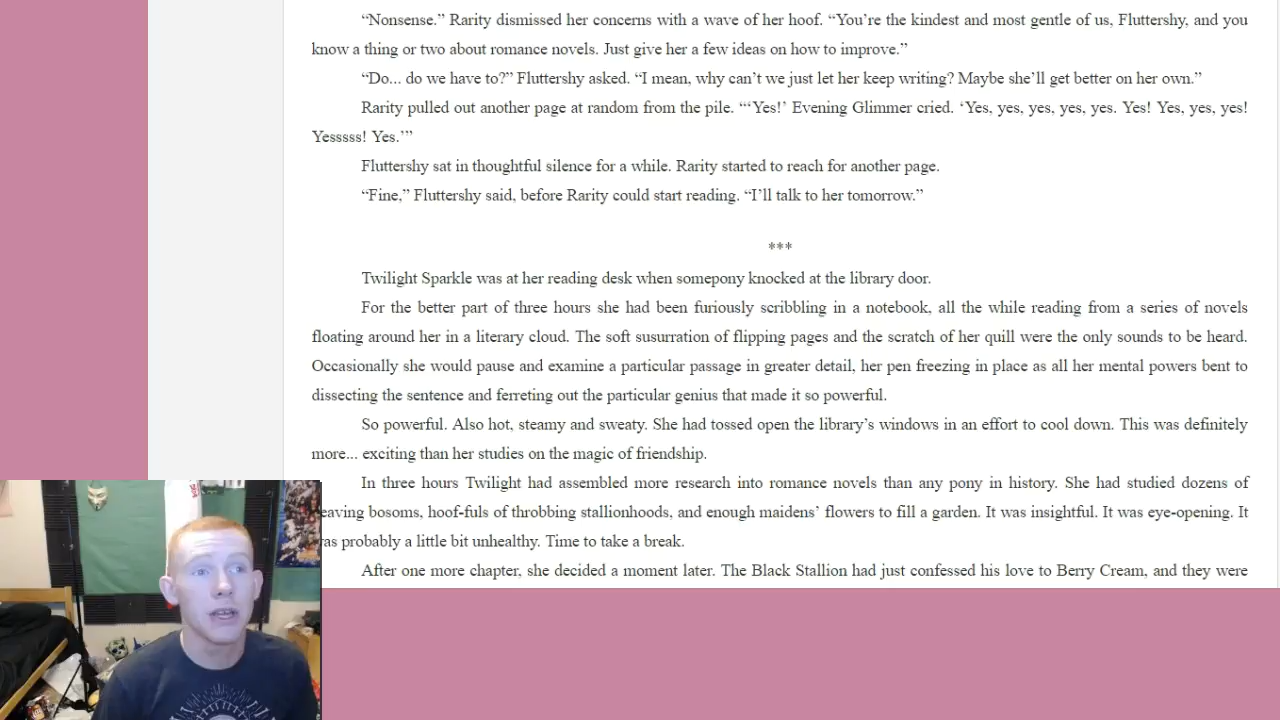 “Nonsense.” Rarity dismissed her concerns with a wave of her hoof. “You’re the kindest and most gentle of us, Fluttershy, and you
know a thing or two about romance novels. Just give her a few ideas on how to improve.”
“Do... do we have to?” Fluttershy asked. “I mean, why can’t we just let her keep writing? Maybe she’ll get better on her own.”
Rarity pulled out another page at random from the pile. “‘Yes!’ Evening Glimmer cried. ‘Yes, yes, yes, yes, yes. Yes! Yes, yes, yes!
Yesssss! Yes.’”
Fluttershy sat in thoughtful silence for a while. Rarity started to reach for another page.
“Fine,” Fluttershy said, before Rarity could start reading. “I’ll talk to her tomorrow.”
***
Twilight Sparkle was at her reading desk when somepony knocked at the library door.
For the better part of three hours she had been furiously scribbling in a notebook, all the while reading from a series of novels
floating around her in a literary cloud. The soft susurration of flipping pages and the scratch of her quill were the only sounds to be heard.
Occasionally she would pause and examine a particular passage in greater detail, her pen freezing in place as all her mental powers bent to
dissecting the sentence and ferreting out the particular genius that made it so powerful.
So powerful. Also hot, steamy and sweaty. She had tossed open the library’s windows in an effort to cool down. This was definitely
more... exciting than her studies on the magic of friendship.
In three hours Twilight had assembled more research into romance novels than any pony in history. She had studied dozens of
eaving bosoms, hoof-fuls of throbbing stallionhoods, and enough maidens’ flowers to fill a garden. It was insightful. It was eye-opening. It
as probably a little bit unhealthy. Time to take a break.
After one more chapter, she decided a moment later. The Black Stallion had just confessed his love to Berry Cream, and they were